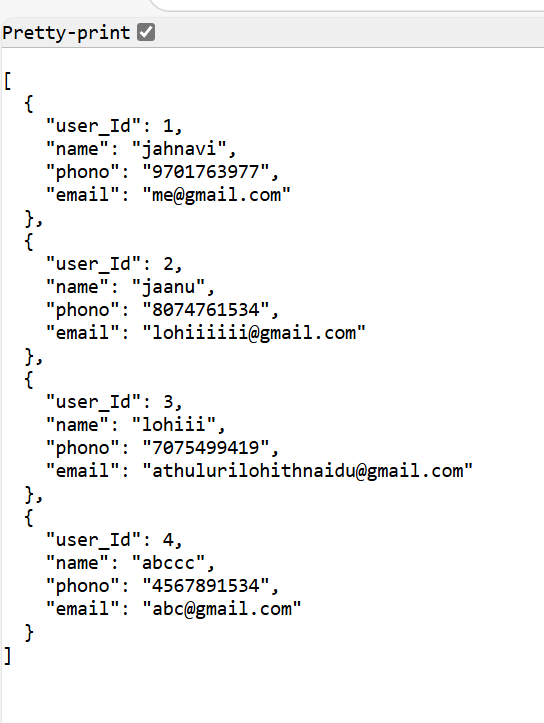 Pretty-print
[
  {
    "user_Id": 1,
    "name": "jahnavi",
    "phono": "9701763977",
    "email": "me@gmail.com"
  },
  {
    "user_Id": 2,
    "name": "jaanu",
    "phono": "8074761534",
    "email": "lohiiiiii@gmail.com"
  },
  {
    "user_Id": 3,
    "name": "lohiii",
    "phono": "7075499419",
    "email": "athulurilohithnaidu@gmail.com"
  },
  {
    "user_Id": 4,
    "name": "abccc",
    "phono": "4567891534",
    "email": "abc@gmail.com"
  }
]